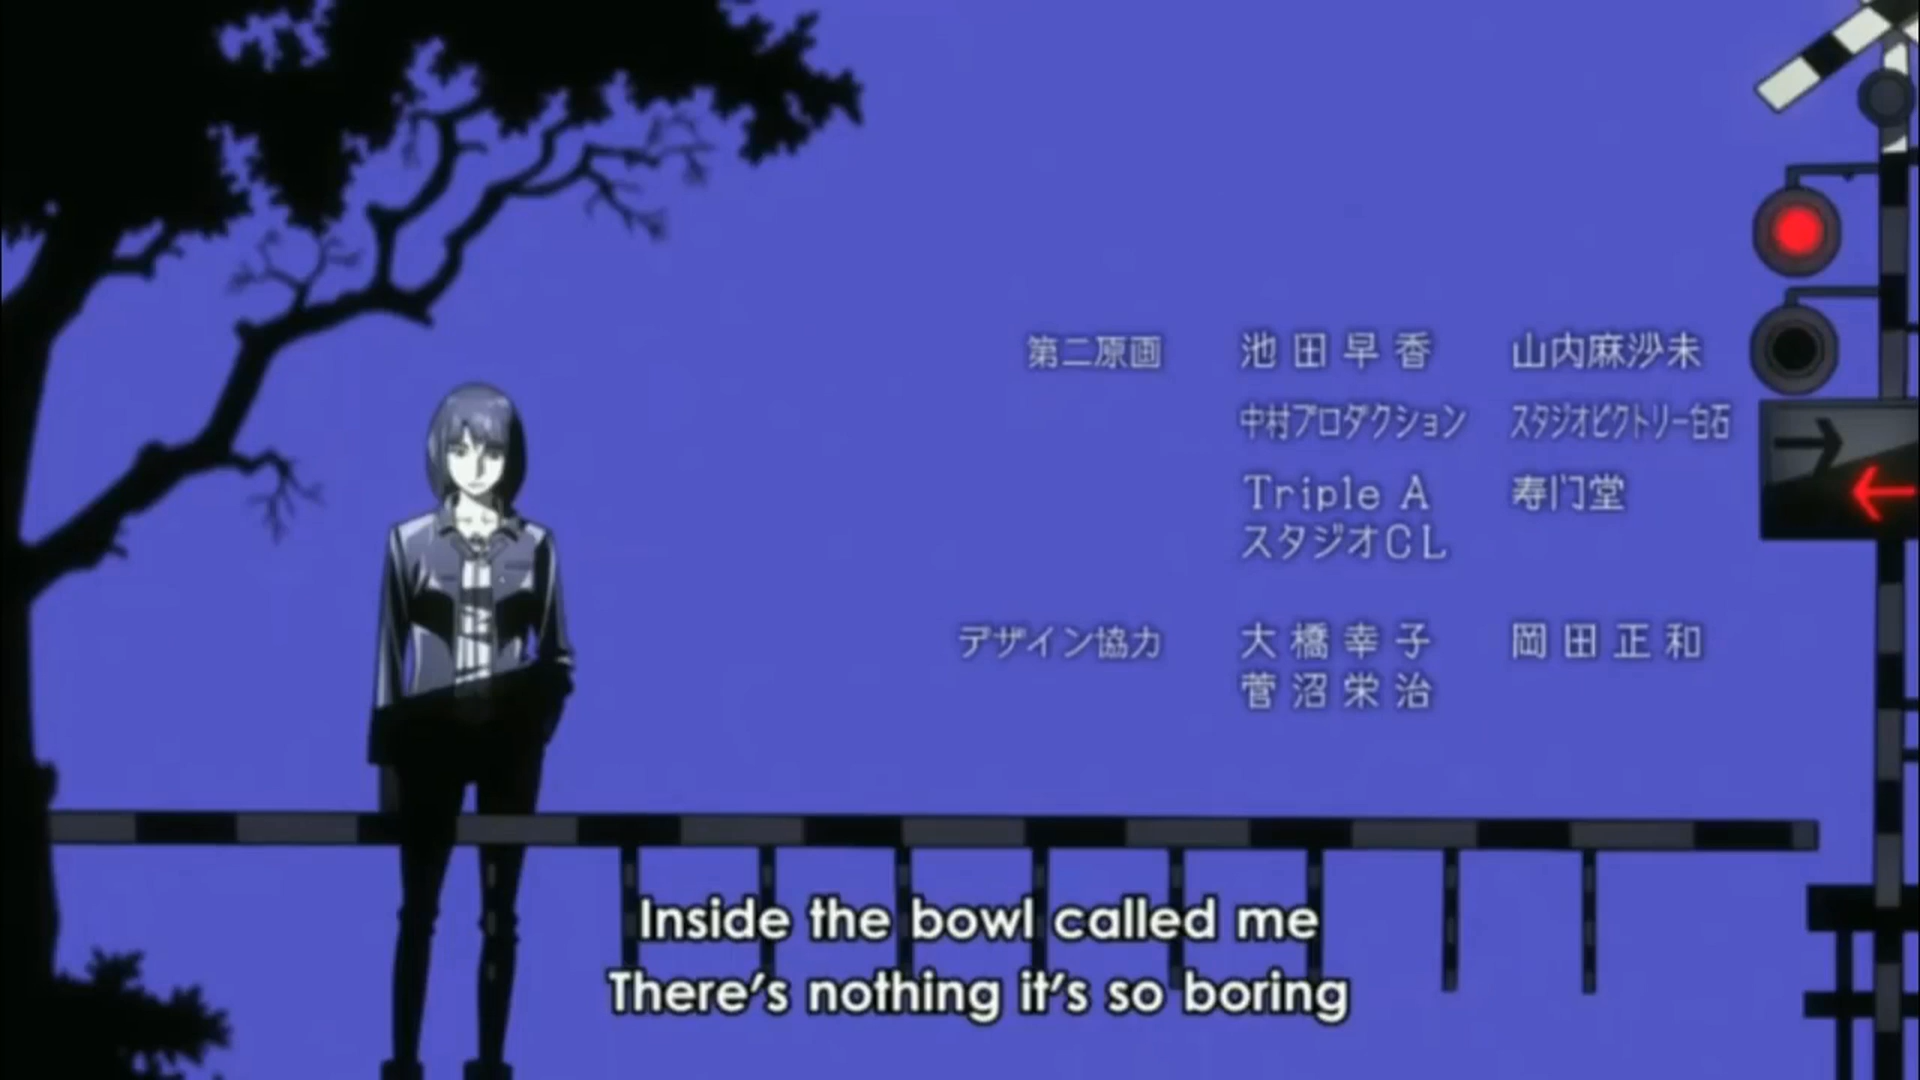 第二原画 池田早香 山内麻沙未
中村プロダクション スタジオビクトリー白石
Triple A 寿门堂
スタジオCL
デザイン協力 大橋幸子 岡田正和
菅沼栄治
Inside the bowl called me
There's nothing it's so boring